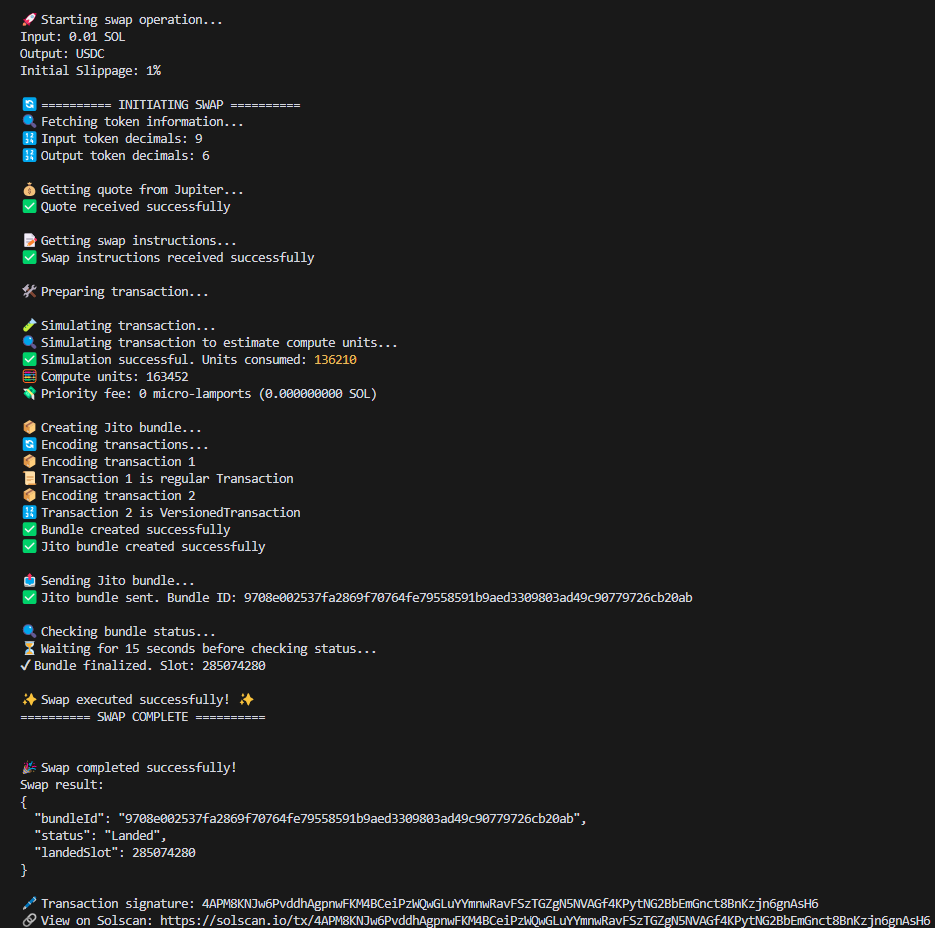 🚀 Starting swap operation...
Input: 0.01 SOL
Output: USDC
Initial Slippage: 1%
🔄 ========== INITIATING SWAP ==========
🔍 Fetching token information...
🔢 Input token decimals: 9
🔢 Output token decimals: 6
💰 Getting quote from Jupiter...
✅ Quote received successfully
📝 Getting swap instructions...
✅ Swap instructions received successfully
🛠️ Preparing transaction...
🧪 Simulating transaction...
🔍 Simulating transaction to estimate compute units...
✅ Simulation successful. Units consumed: 136210
🧮 Compute units: 163452
💸 Priority fee: 0 micro-lamports (0.000000000 SOL)
📦 Creating Jito bundle...
🔄 Encoding transactions...
📦 Encoding transaction 1
📜 Transaction 1 is regular Transaction
📦 Encoding transaction 2
🔢 Transaction 2 is VersionedTransaction
✅ Bundle created successfully
✅ Jito bundle created successfully
📤 Sending Jito bundle...
✅ Jito bundle sent. Bundle ID: 9708e002537fa2869f70764fe79558591b9aed3309803ad49c90779726cb20ab
🔍 Checking bundle status...
⏳ Waiting for 15 seconds before checking status...
✔ Bundle finalized. Slot: 285074280
✨ Swap executed successfully! ✨
========== SWAP COMPLETE ==========
🎉 Swap completed successfully!
Swap result:
{
  "bundleId": "9708e002537fa2869f70764fe79558591b9aed3309803ad49c90779726cb20ab",
  "status": "Landed",
  "landedSlot": 285074280
}
🖊️ Transaction signature: 4APM8KNJw6PvddhAgpnwFKM4BCeiPzWQwGLuYYmnwRavFSzTGZgN5NVAGf4KPytNG2BbEmGnct8BnKzjn6gnAsH6
🔗 View on Solscan: https://solscan.io/tx/4APM8KNJw6PvddhAgpnwFKM4BCeiPzWQwGLuYYmnwRavFSzTGZgN5NVAGf4KPytNG2BbEmGnct8BnKzjn6gnAsH6